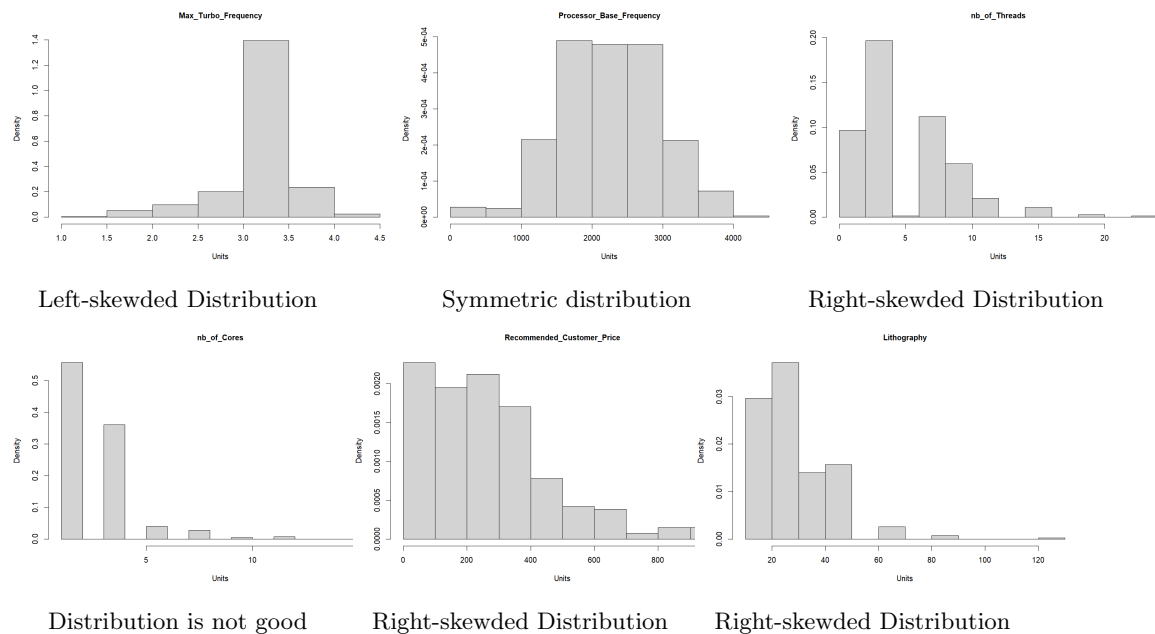 Max_Turbo_Frequency
Density
0.0 0.2 0.4 0.6 0.8 1.0 1.2 1.4
1.0 1.5 2.0 2.5 3.0 3.5 4.0 4.5
Units
Left-skewded Distribution
Processor_Base_Frequency
Density
0e+00 1e-04 2e-04 3e-04 4e-04 5e-04
0 1000 2000 3000 4000
Units
Symmetric distribution
nb_of_Threads
Density
0.00 0.05 0.10 0.15 0.20
0 5 10 15 20
Units
Right-skewded Distribution
nb_of_Cores
Density
0.0 0.1 0.2 0.3 0.4 0.5
5 10
Units
Distribution is not good
Recommended_Customer_Price
Density
0.0000 0.0005 0.0010 0.0015 0.0020
0 200 400 600 800
Units
Right-skewded Distribution
Lithography
Density
0.00 0.01 0.02 0.03
20 40 60 80 100 120
Units
Right-skewded Distribution